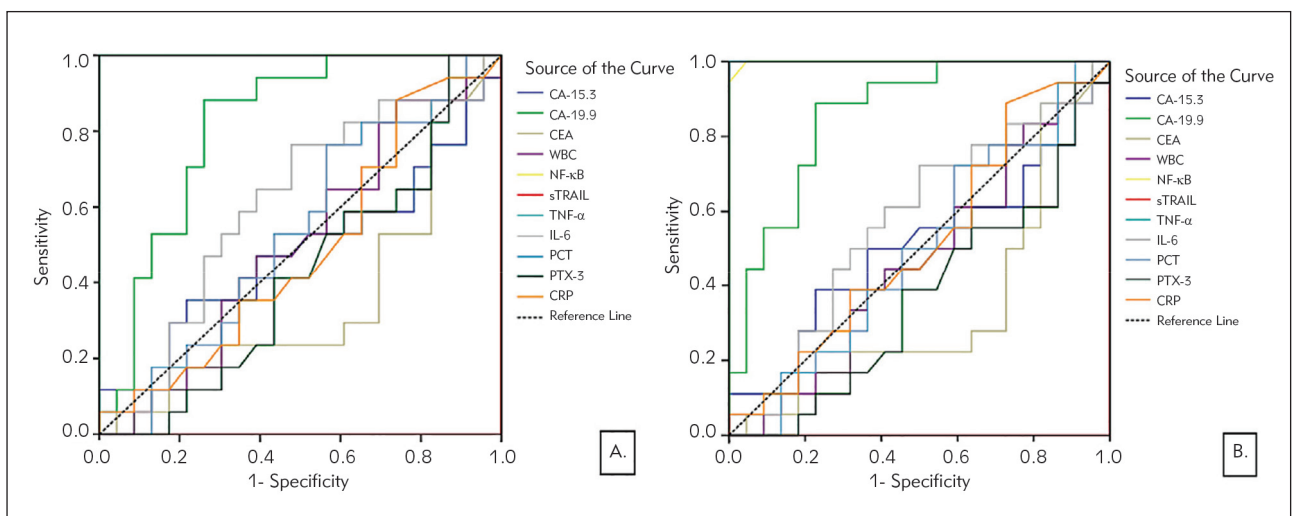 Source of the Curve
CA-15.3
CA-19.9
CEA
WBC
NF-κB
sTRAIL
TNF-α
IL-6
PCT
PTX-3
CRP
Reference Line
Sensitivity
1.0
0.8
0.6
0.4
0.2
0.0
0.0 0.2 0.4 0.6 0.8 1.0
1- Specificity
A.
Source of the Curve
CA-15.3
CA-19.9
CEA
WBC
NF-κB
sTRAIL
TNF-α
IL-6
PCT
PTX-3
CRP
Reference Line
Sensitivity
1.0
0.8
0.6
0.4
0.2
0.0
0.0 0.2 0.4 0.6 0.8 1.0
1- Specificity
B.